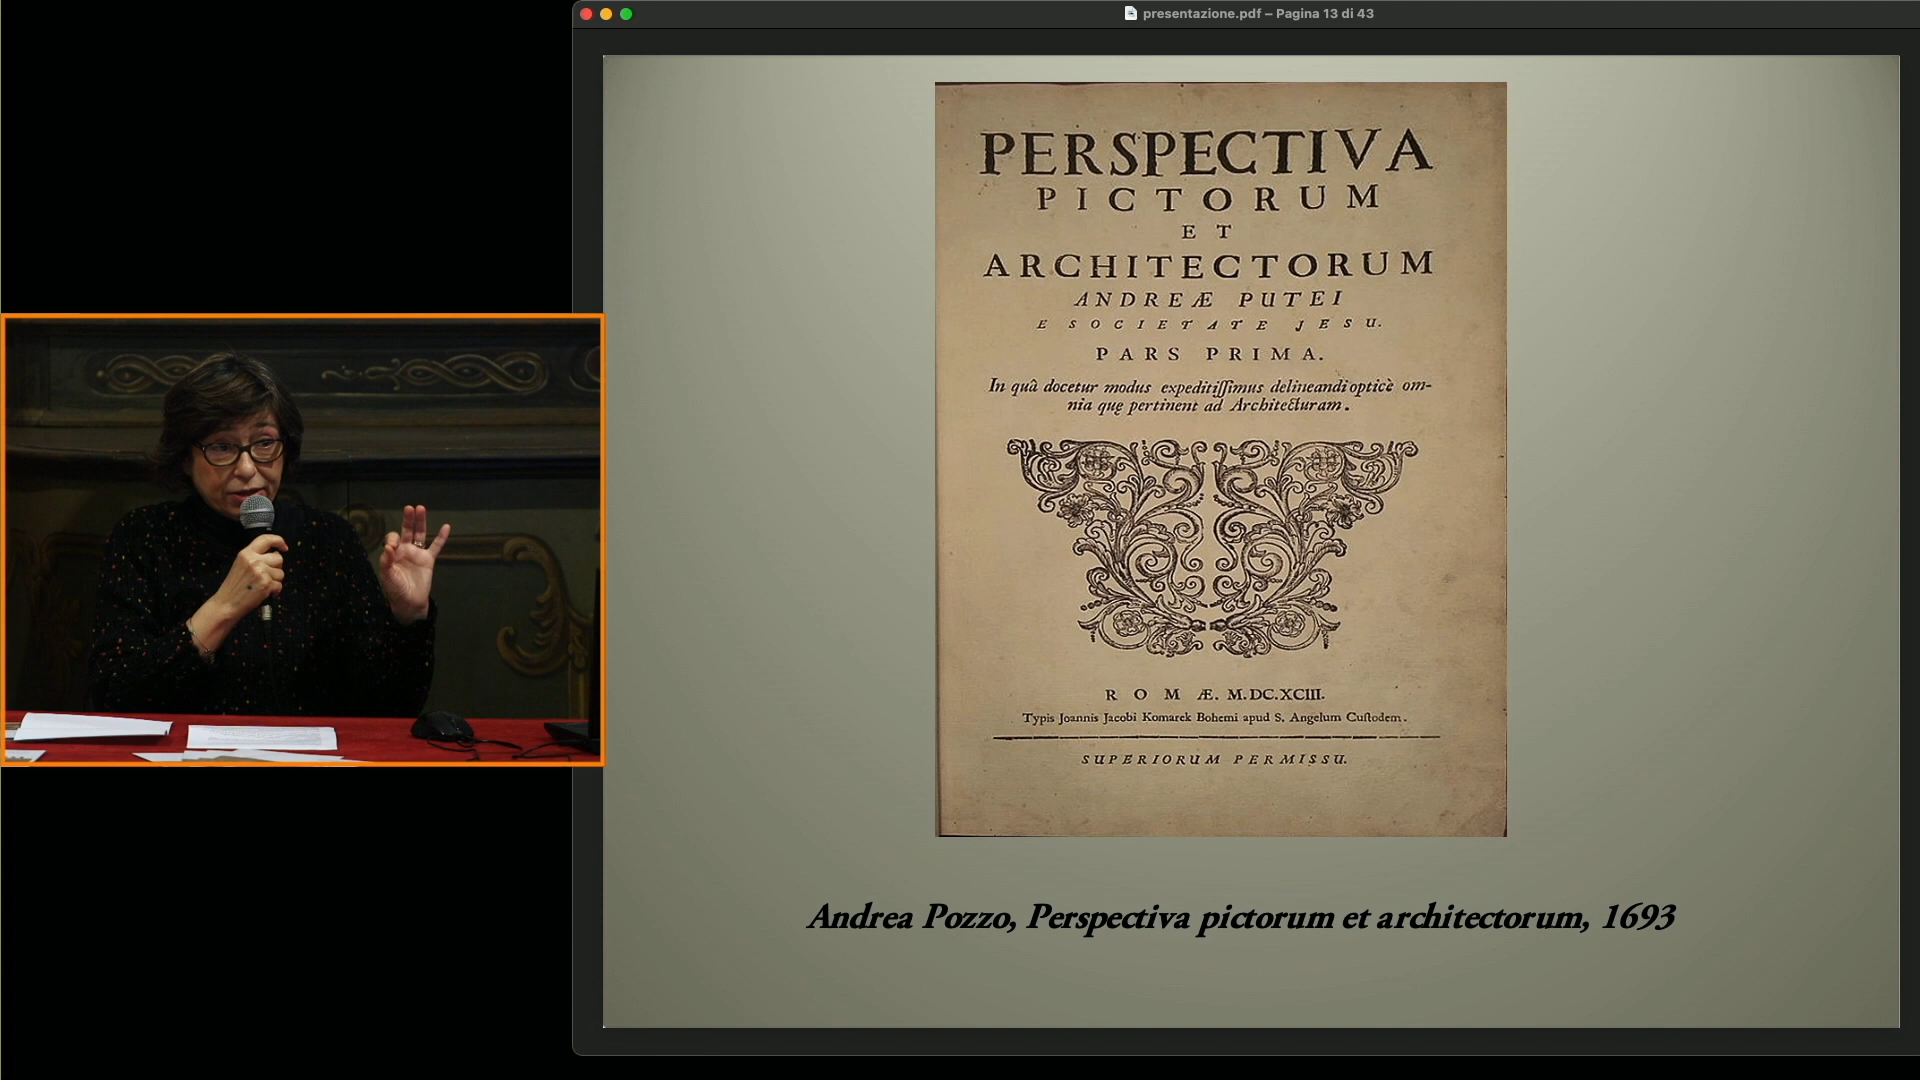 presentazione.pdf – Pagina 13 di 43
PERSPECTIVA
PICTORUM
ET
ARCHITECTORUM
ANDREÆ PUTEI
E SOCIETATE JESU.
PARS PRIMA.
In quâ docetur modus expeditiſſimus delineandi opticè om-
nia quę pertinent ad Architecturam.
ROMÆ. M.DC.XCIII.
Typis Joannis Jacobi Komarek Bohemi apud S. Angelum Cuſtodem.
SUPERIORUM PERMISSU.
Andrea Pozzo, Perspectiva pictorum et architectorum, 1693